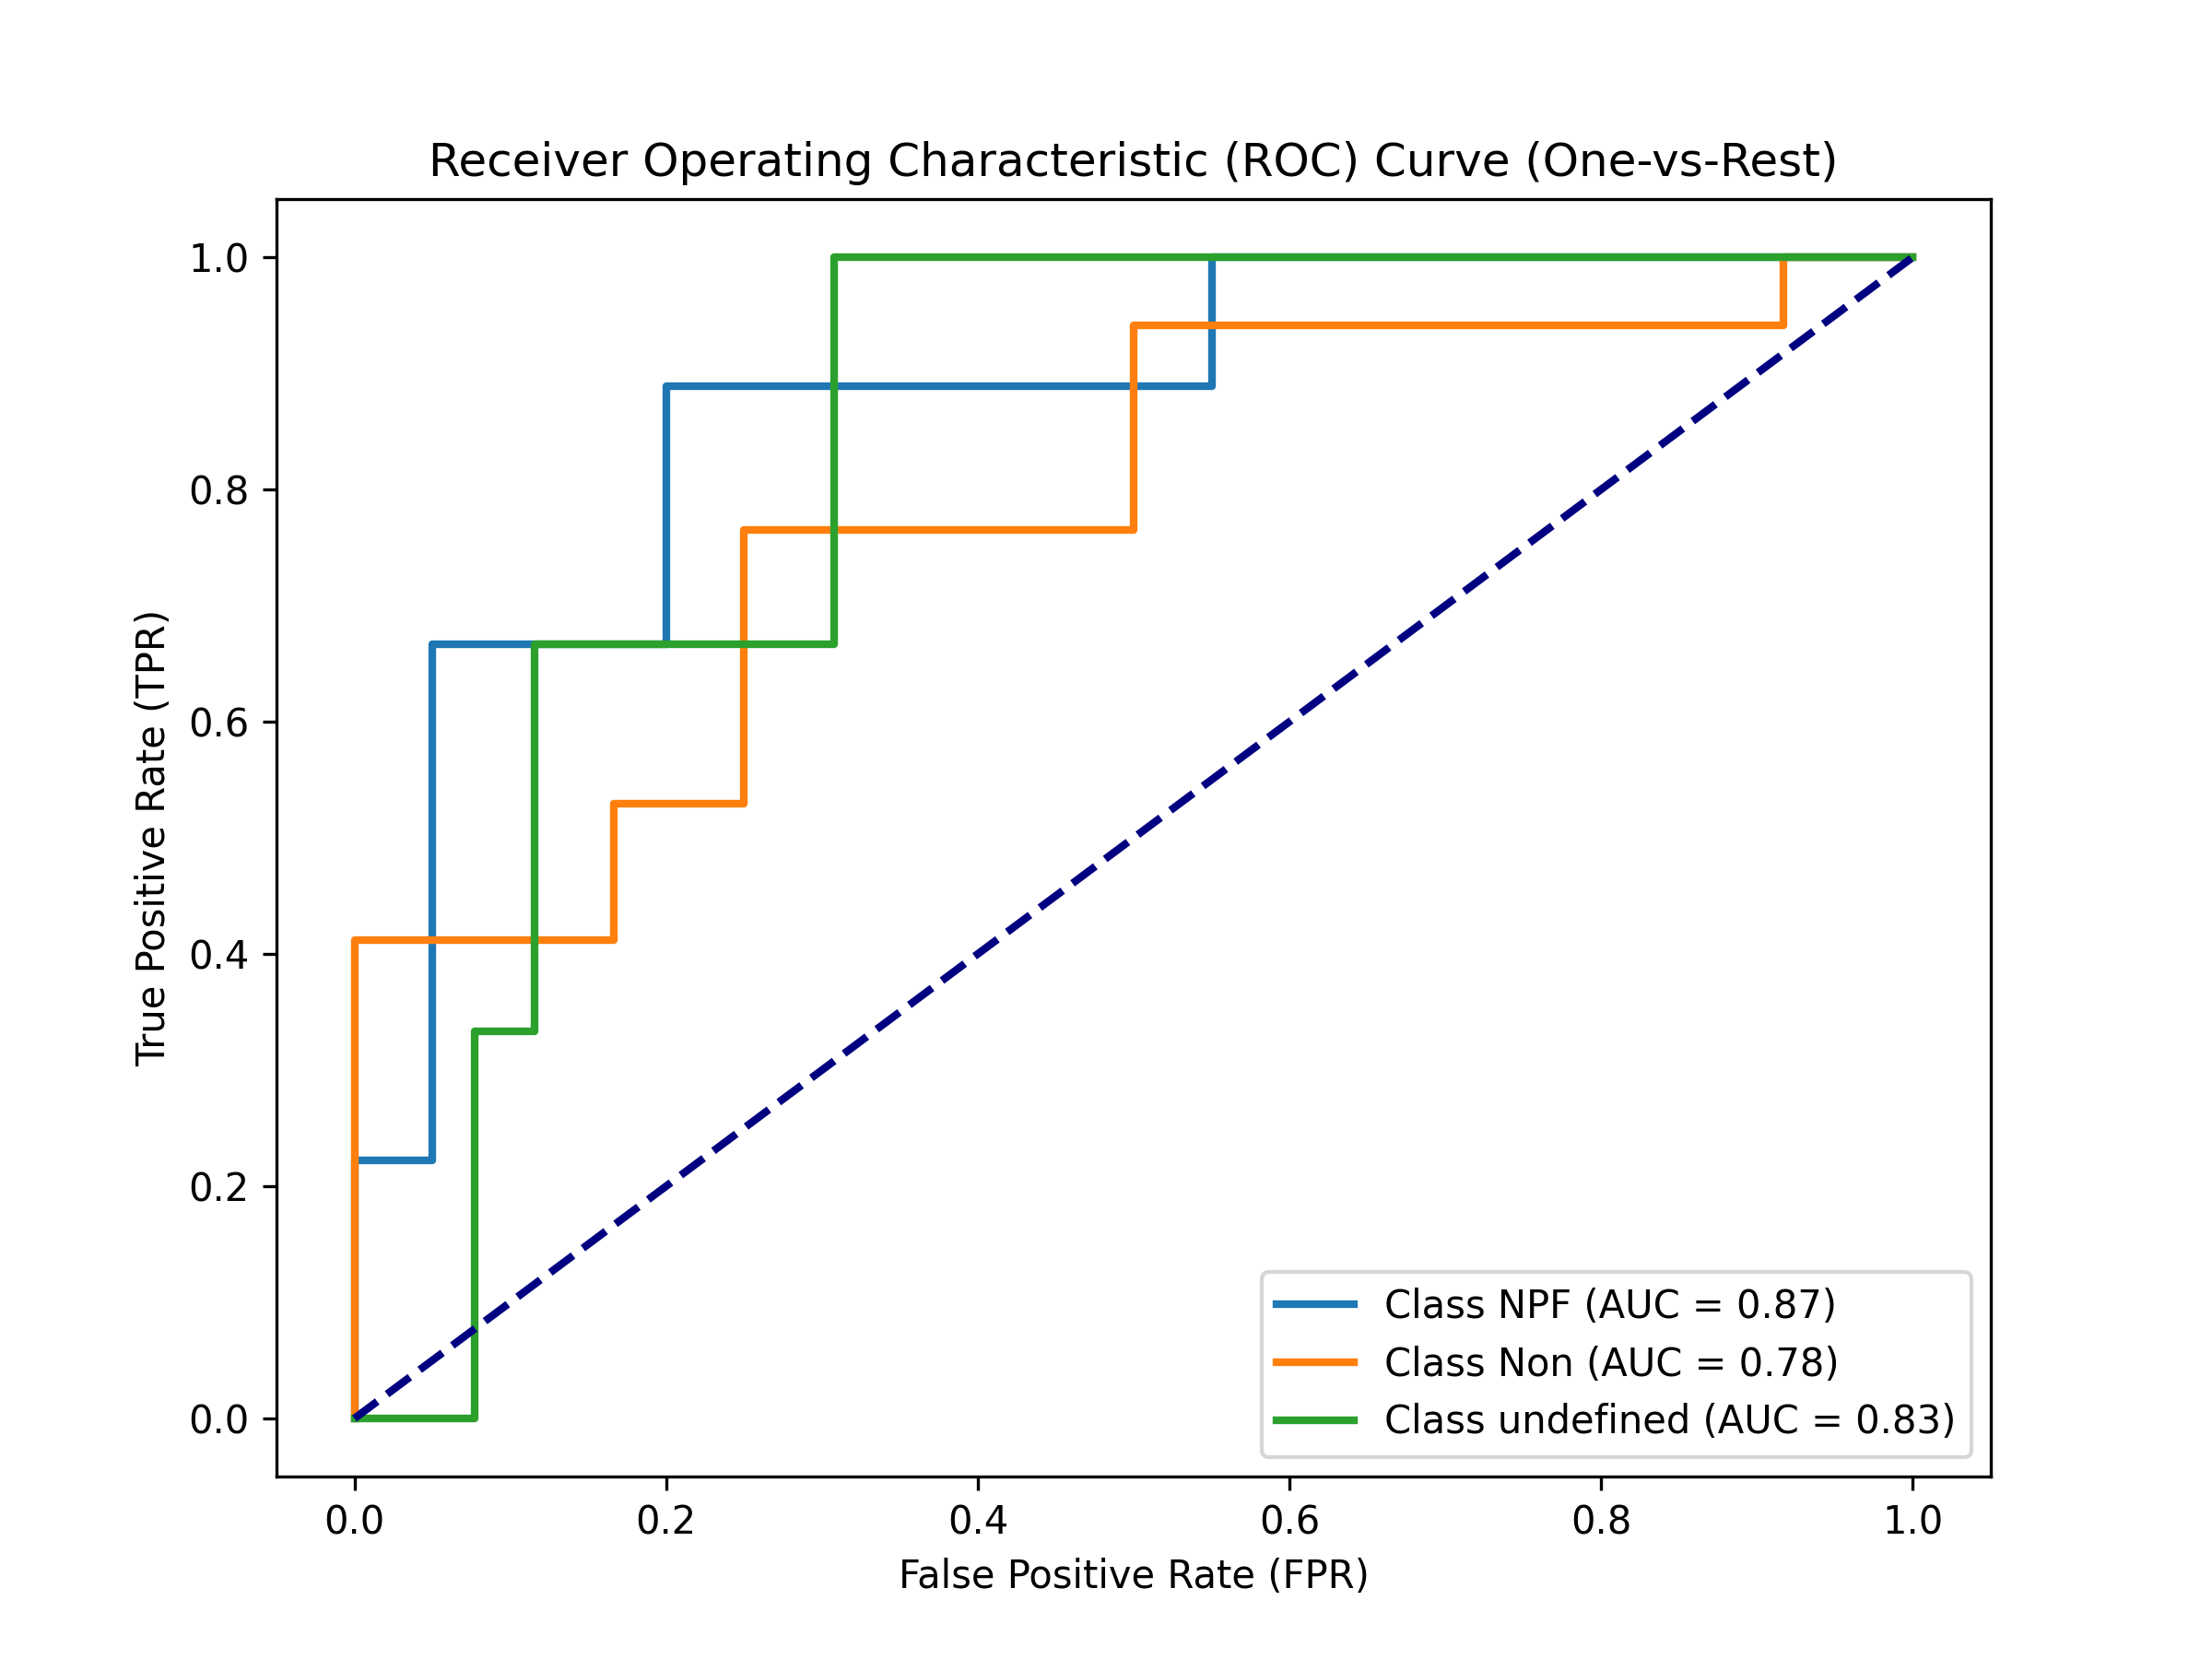 Receiver Operating Characteristic (ROC) Curve (One-vs-Rest)
True Positive Rate (TPR)
1.0
0.8
0.6
0.4
0.2
0.0
Class NPF (AUC = 0.87)
Class Non (AUC = 0.78)
Class undefined (AUC = 0.83)
0.0 0.2 0.4 0.6 0.8 1.0
False Positive Rate (FPR)